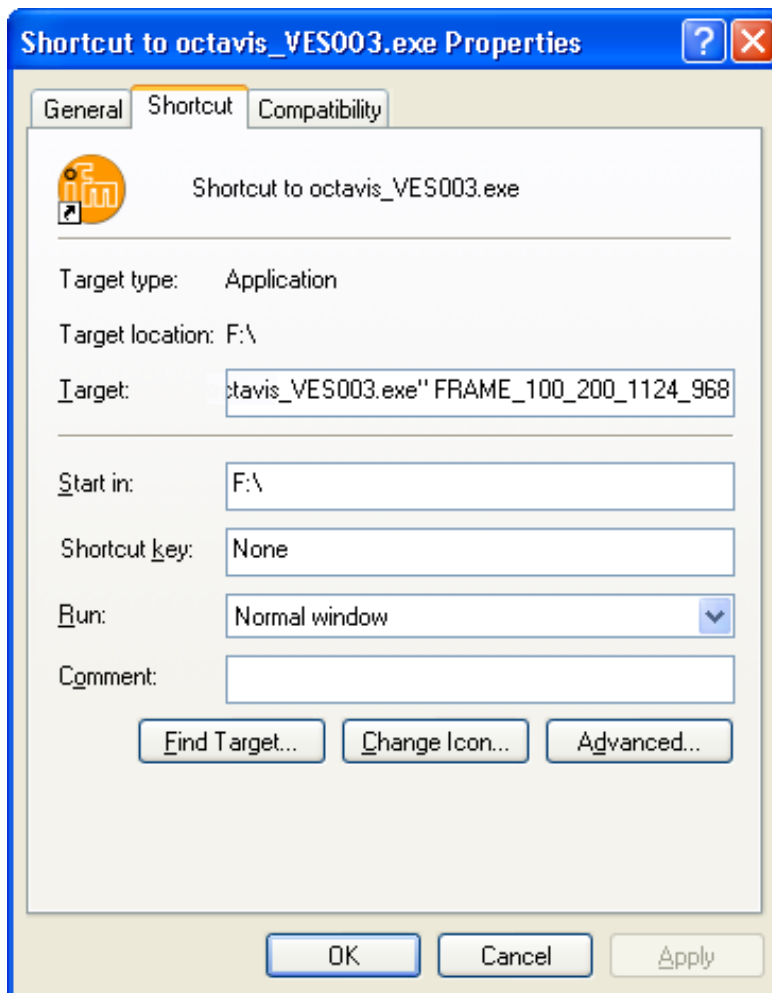 Shortcut to octavis_VES003.exe Properties
General Shortcut Compatibility
ifm
Shortcut to octavis_VES003.exe
Target type: Application
Target location: F:\
Target: ctavis_VES003.exe" FRAME_100_200_1124_968
Start in: F:\
Shortcut key: None
Run: Normal window
Comment:
Find Target... Change Icon... Advanced...
OK Cancel Apply